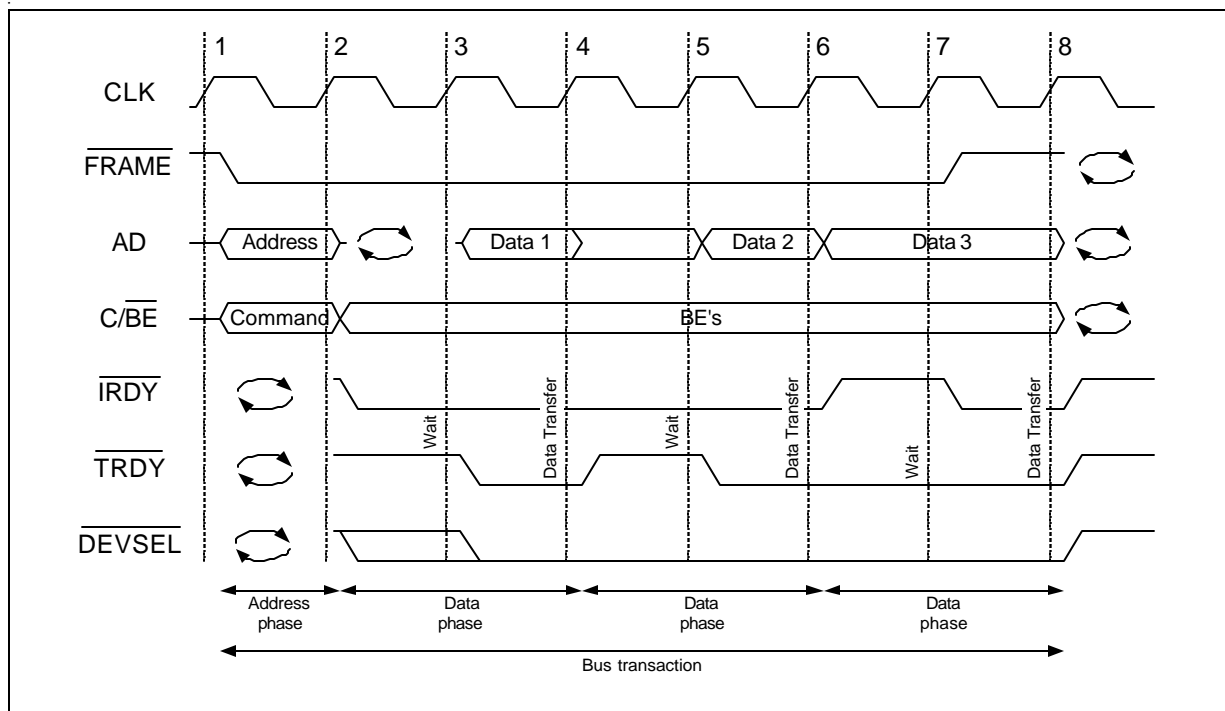 1 2 3 4 5 6 7 8
CLK
FRAME
AD
Address
Data 1
Data 2
Data 3
C/BE
Command
BE's
IRDY
Wait
Data Transfer
Wait
Data Transfer
Wait
Data Transfer
TRDY
DEVSEL
Address
phase
Data
phase
Data
phase
Data
phase
Bus transaction